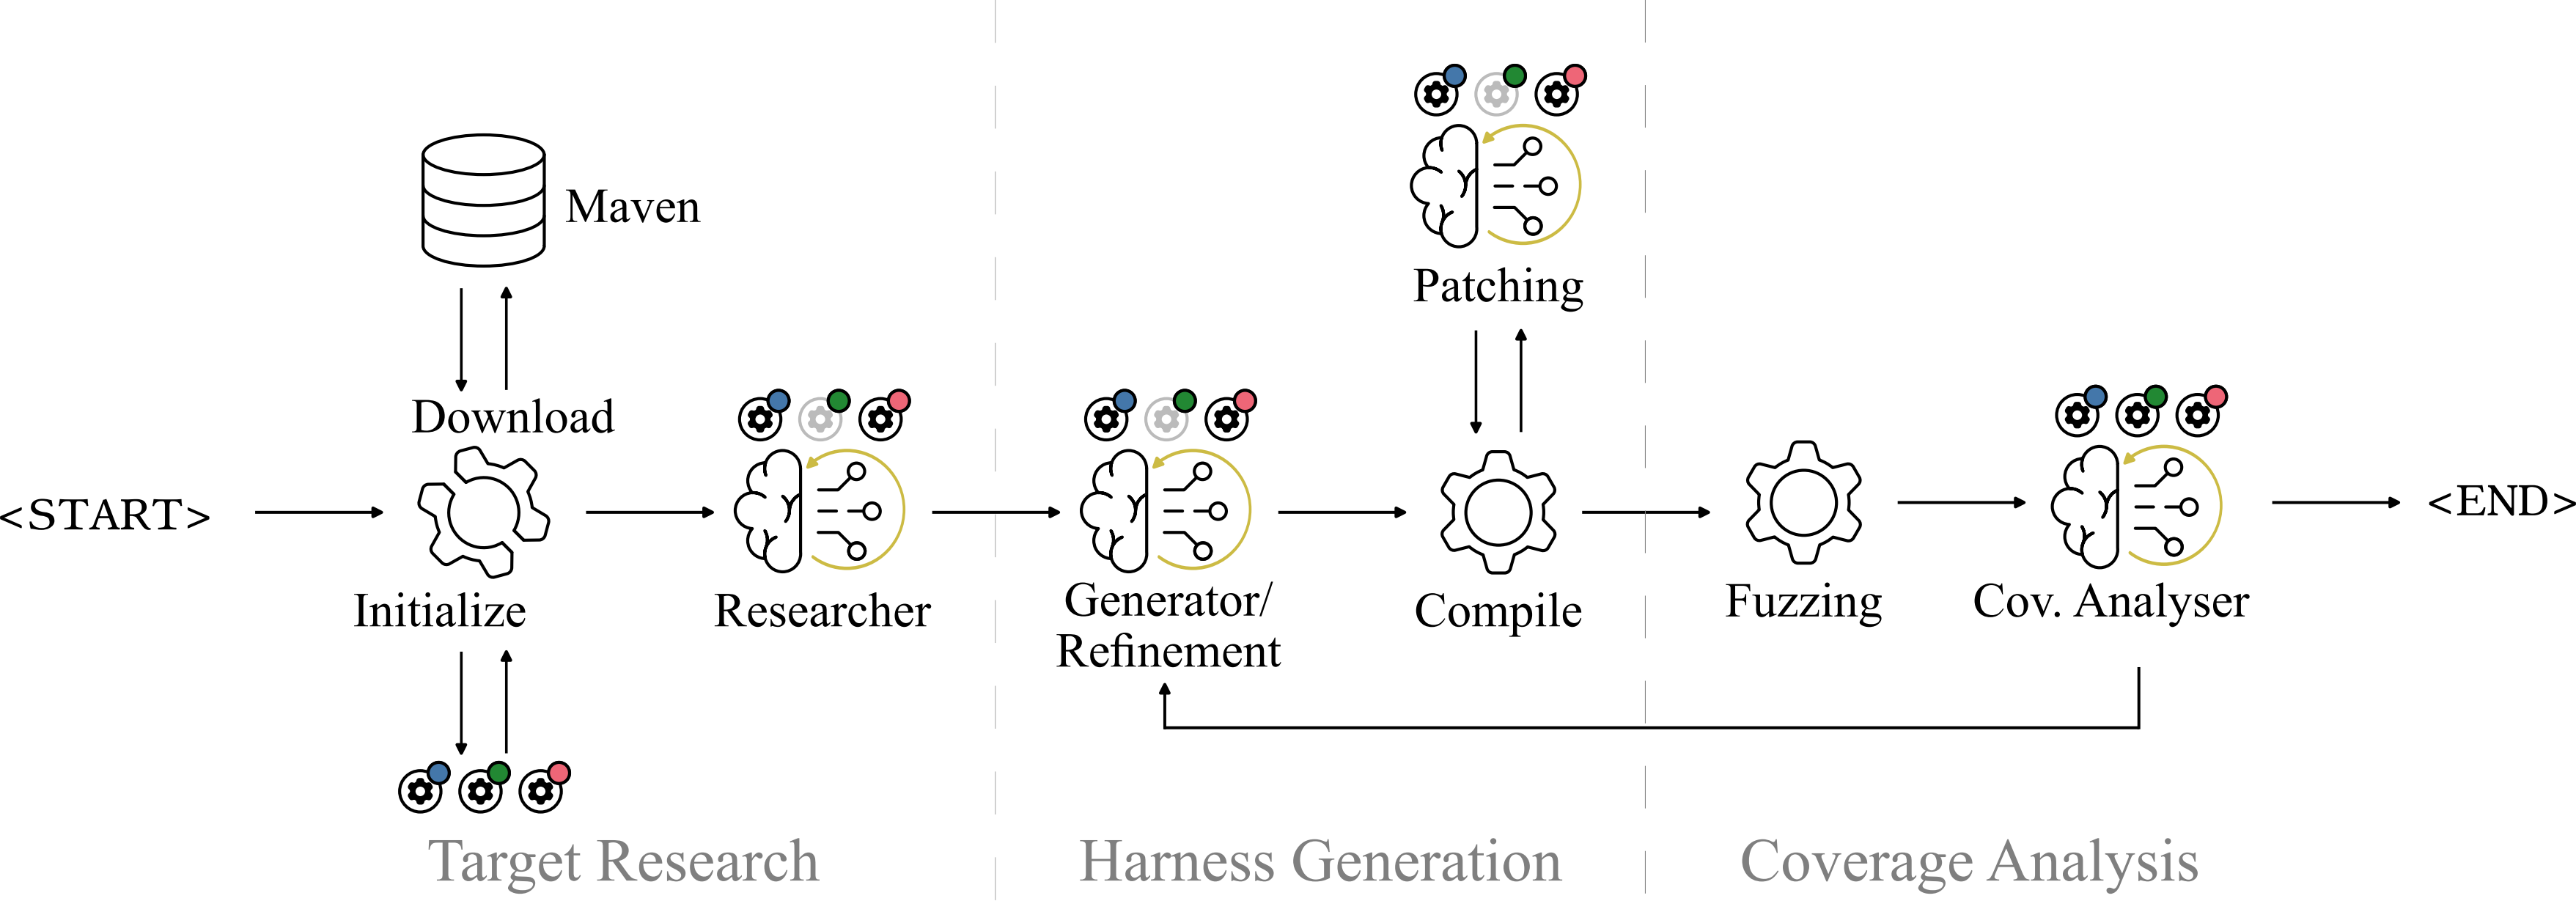 Maven
Download
<START>
Initialize
Researcher
Generator/
Refinement
Patching
Compile
Fuzzing
Cov. Analyser
<END>
Target Research
Harness Generation
Coverage Analysis